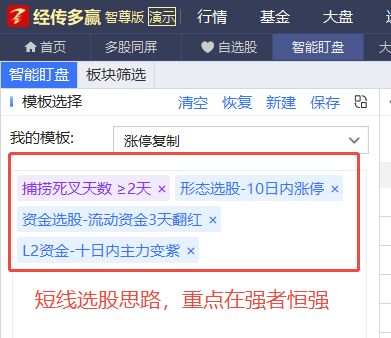 经传多赢 智尊版 演示 行情 基金 大盘
首页 多股同屏 自选股 智能盯盘 大
智能盯盘 板块筛选
模板选择 清空 恢复 新建 保存
我的模板: 涨停复制
捕捞死叉天数 ≥2天 × 形态选股-10日内涨停 ×
资金选股-流动资金3天翻红 ×
L2资金-十日内主力变紫 ×
短线选股思路，重点在强者恒强